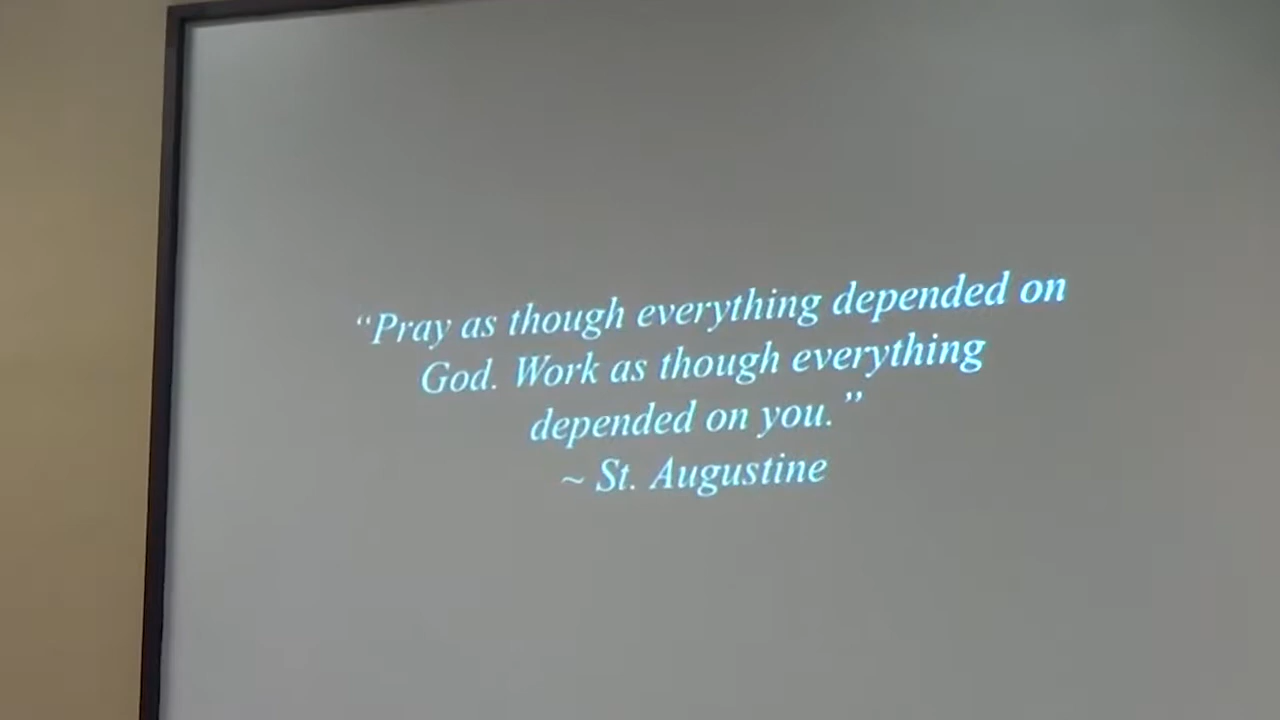 “Pray as though everything depended on
God. Work as though everything
depended on you.”
~ St. Augustine